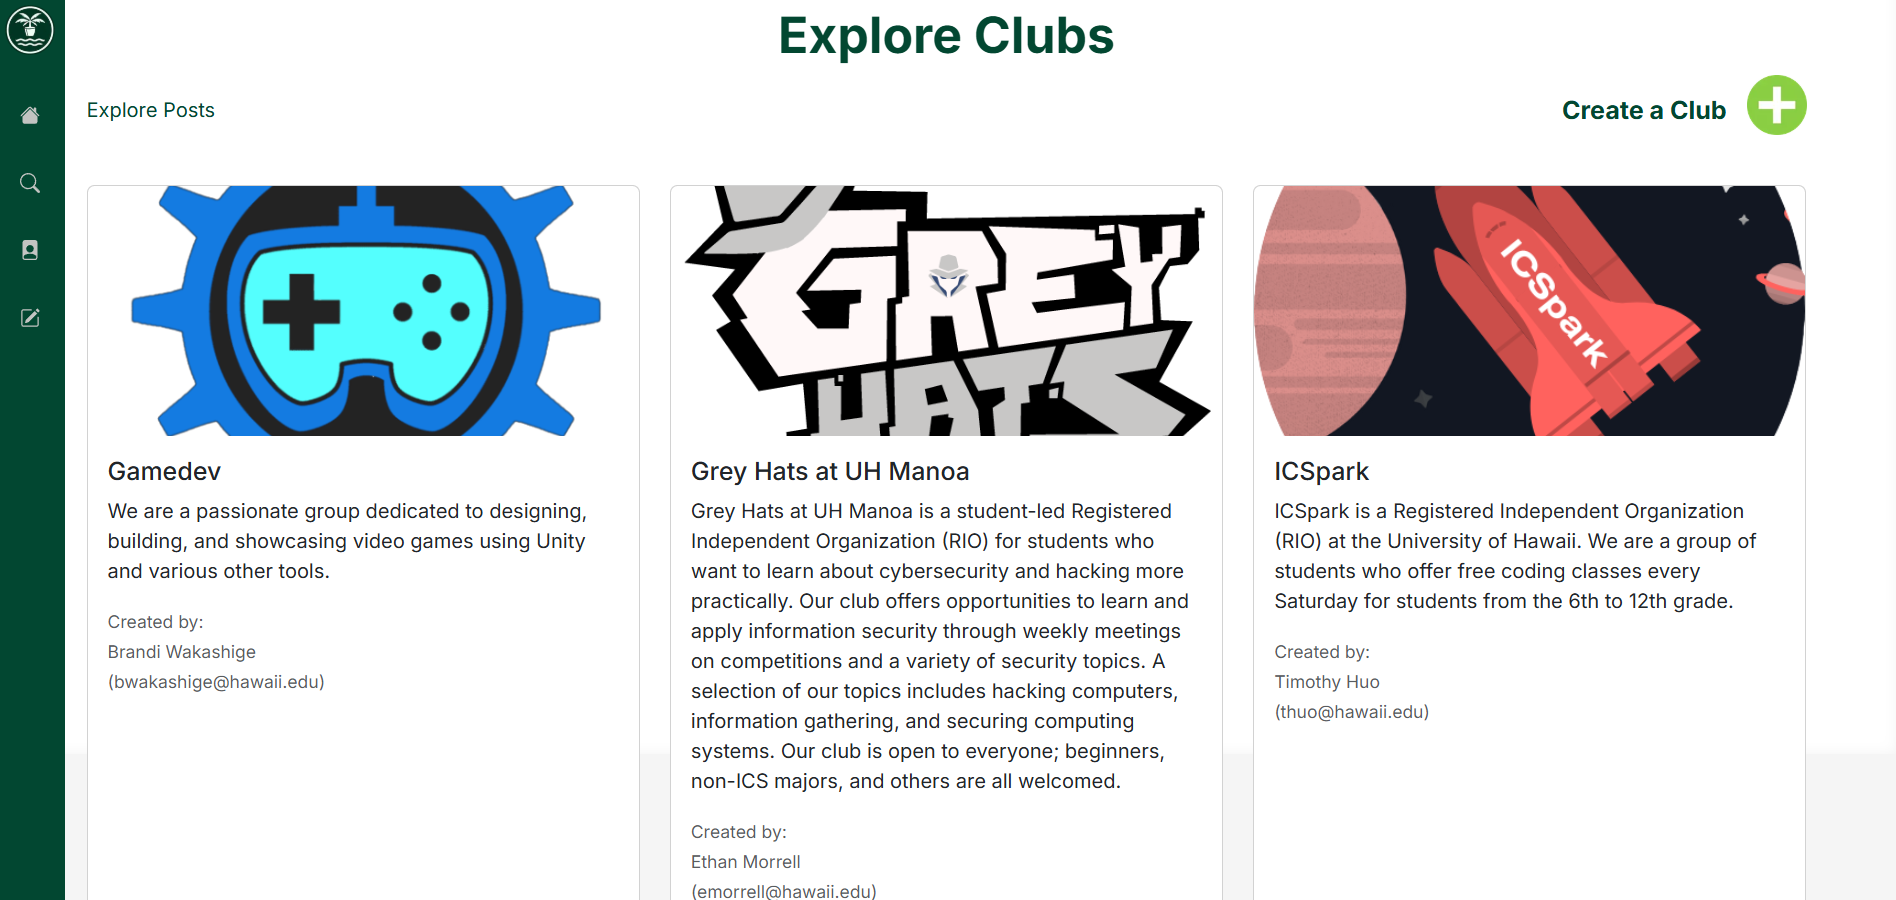 Explore Clubs
Explore Posts
Create a Club
GREY
HATS
ICSpark
Gamedev
We are a passionate group dedicated to designing,
building, and showcasing video games using Unity
and various other tools.
Created by:
Brandi Wakashige
(bwakashige@hawaii.edu)
Grey Hats at UH Manoa
Grey Hats at UH Manoa is a student-led Registered
Independent Organization (RIO) for students who
want to learn about cybersecurity and hacking more
practically. Our club offers opportunities to learn and
apply information security through weekly meetings
on competitions and a variety of security topics. A
selection of our topics includes hacking computers,
information gathering, and securing computing
systems. Our club is open to everyone; beginners,
non-ICS majors, and others are all welcomed.
Created by:
Ethan Morrell
(emorrell@hawaii.edu)
ICSpark
ICSpark is a Registered Independent Organization
(RIO) at the University of Hawaii. We are a group of
students who offer free coding classes every
Saturday for students from the 6th to 12th grade.
Created by:
Timothy Huo
(thuo@hawaii.edu)